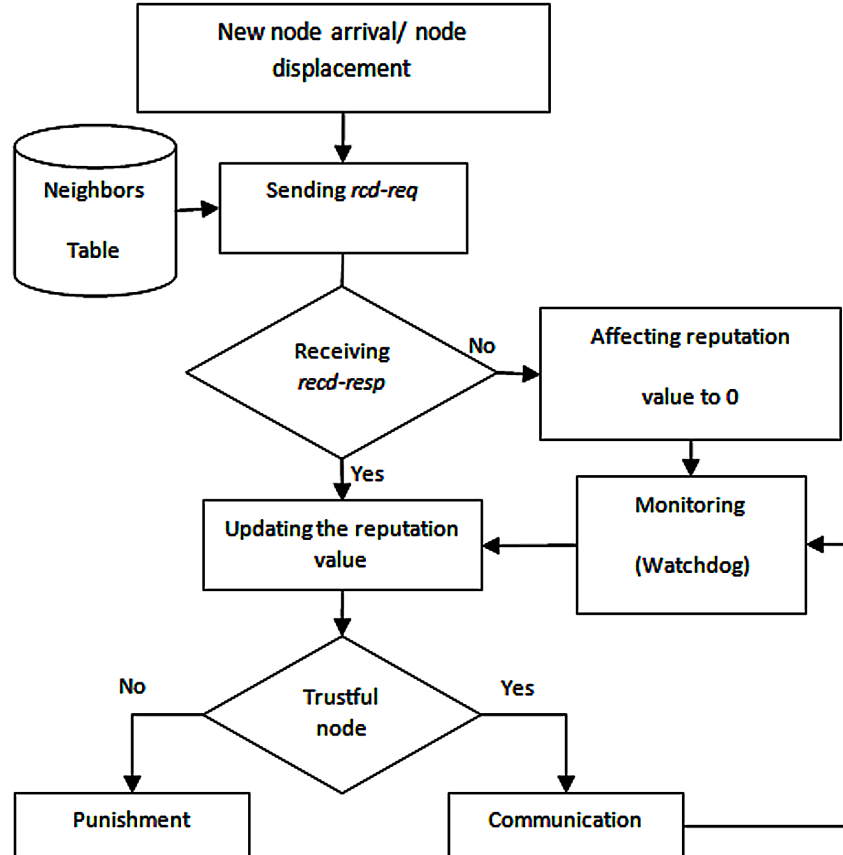 New node arrival/ node
displacement
Neighbors
Table
Sending rcd-req
Receiving
recd-resp
No
Affecting reputation
value to 0
Yes
Updating the reputation
value
Monitoring
(Watchdog)
No
Trustful
node
Yes
Punishment
Communication